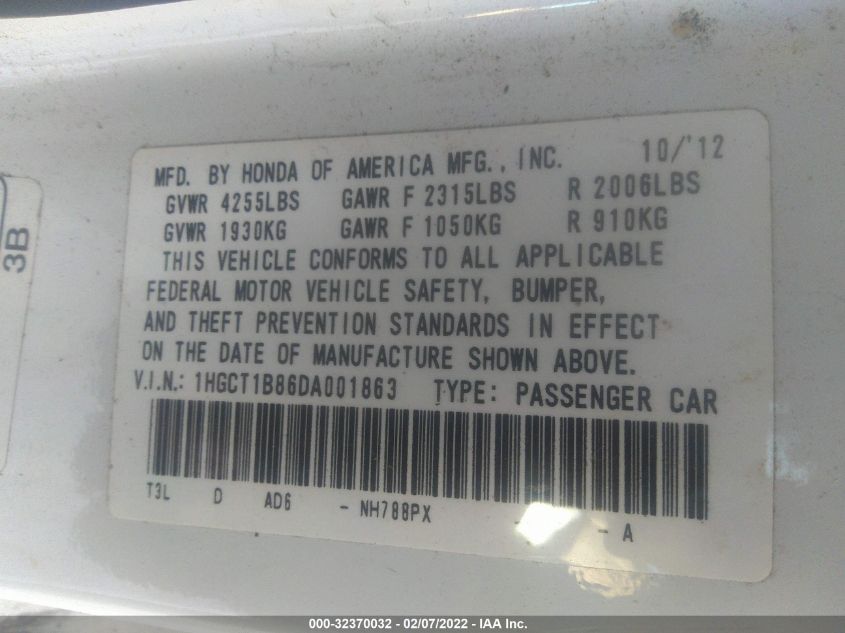 MFD. BY HONDA OF AMERICA MFG., INC. 10/'12
GVWR 4255LBS GAWR F 2315LBS R 2006LBS
GVWR 1930KG GAWR F 1050KG R 910KG
THIS VEHICLE CONFORMS TO ALL APPLICABLE
FEDERAL MOTOR VEHICLE SAFETY, BUMPER,
AND THEFT PREVENTION STANDARDS IN EFFECT
ON THE DATE OF MANUFACTURE SHOWN ABOVE.
V.I.N.: 1HGCT1B86DA001863 TYPE: PASSENGER CAR
T3L D AD6 - NH788PX - - A
3B
000-32370032 - 02/07/2022 - IAA Inc.